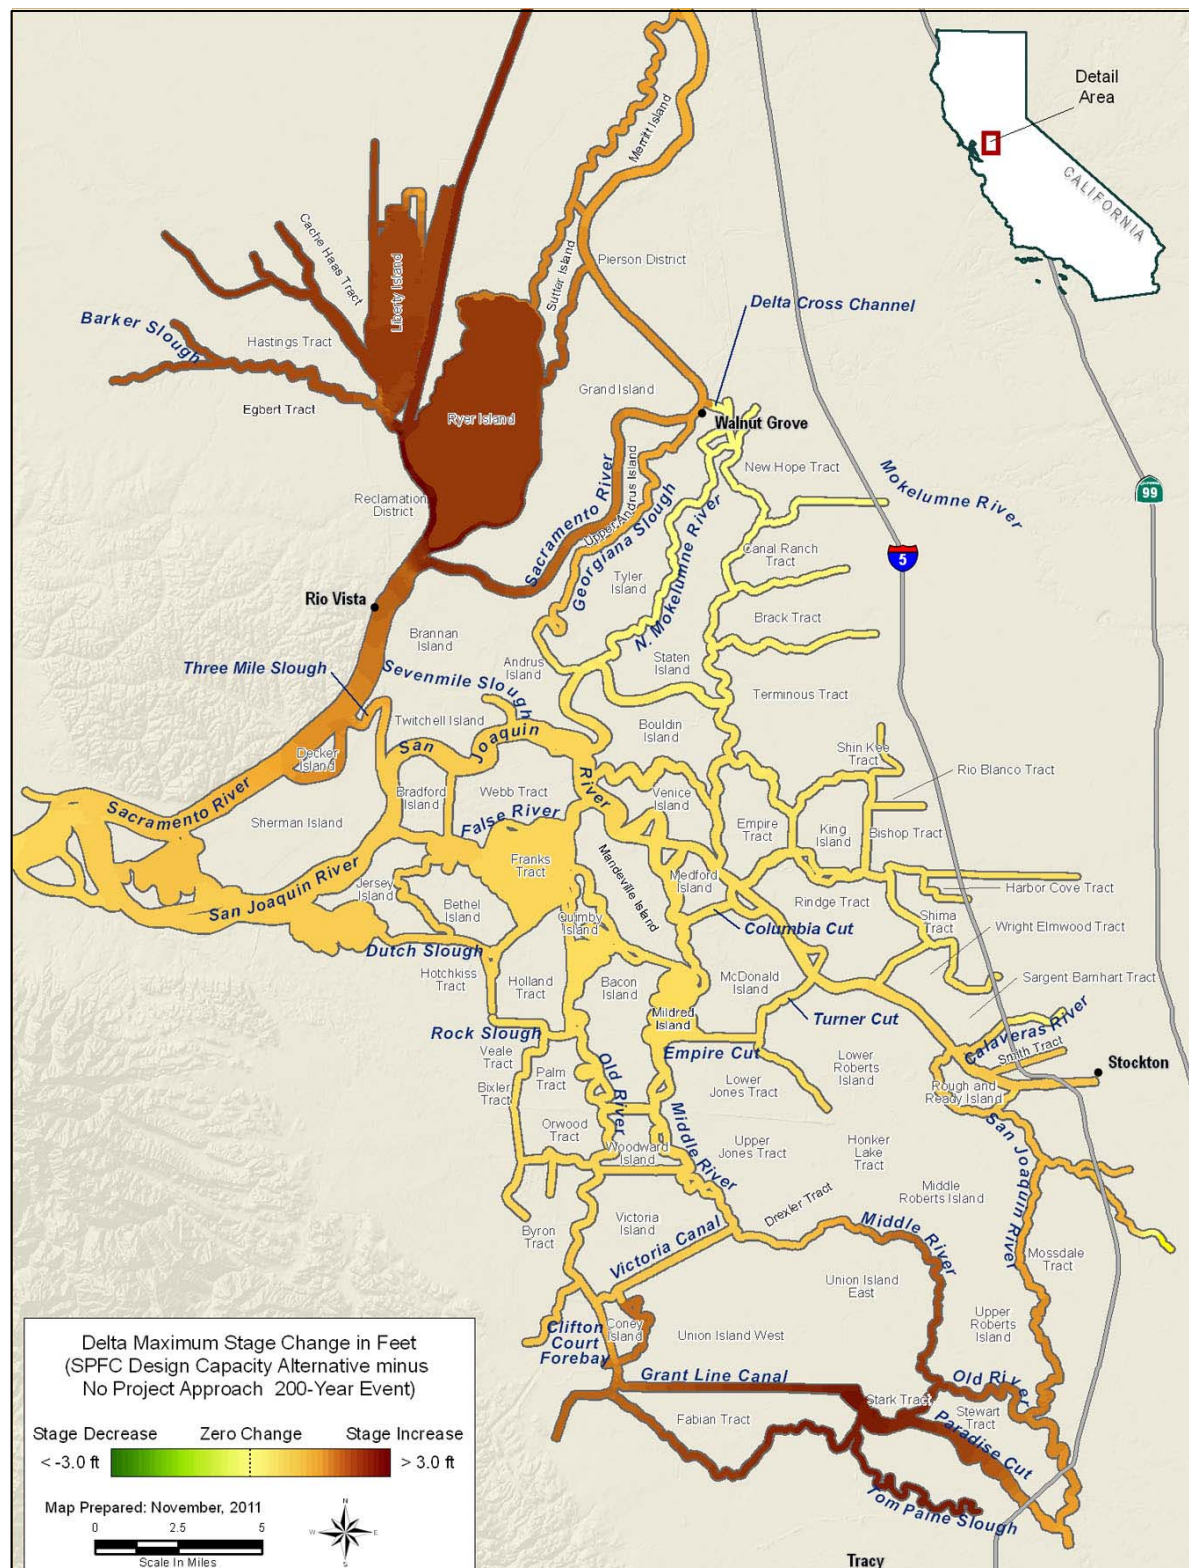 Detail
Area
CALIFORNIA
Merritt Island
Cache Haas Tract
Liberty Island
Sutter Island
Pierson District
Delta Cross Channel
Barker Slough
Hastings Tract
Egbert Tract
Ryer Island
Grand Island
Walnut Grove
New Hope Tract
Mokelumne River
99
Reclamation
District
Sacramento River
Upper Andrus Island
Georgiana Slough
N. Mokelumne River
Canal Ranch
Tract
5
Tyler
Island
Rio Vista
Brack Tract
Brannan
Island
Three Mile Slough
Sevenmile Slough
Andrus
Island
Staten
Island
Terminous Tract
Twitchell Island
Bouldin
Island
Shin Kee
Tract
Decker
Island
San Joaquin River
Rio Blanco Tract
Bradford
Island
Webb Tract
Venice
Island
Sacramento River
Sherman Island
False River
Empire
Tract
King
Island
Bishop Tract
Franks
Tract
Mandeville Island
Medford
Island
San Joaquin River
Jersey
Island
Bethel
Island
Quimby
Island
Rindge Tract
Harbor Cove Tract
Shima
Tract
Columbia Cut
Wright Elmwood Tract
Dutch Slough
Hotchkiss
Tract
Holland
Tract
Bacon
Island
McDonald
Island
Sargent Barnhart Tract
Mildred
Island
Turner Cut
Calaveras River
Rock Slough
Empire Cut
Smith Tract
Stockton
Veale
Tract
Bixler
Tract
Palm
Tract
Old River
Lower
Roberts
Island
Lower
Jones Tract
Rough and
Ready Island
Orwood
Tract
Middle River
San Joaquin River
Woodward
Island
Upper
Jones Tract
Honker
Lake
Tract
Middle
Roberts Island
Drexler Tract
Byron
Tract
Victoria
Island
Victoria Canal
Middle River
Mossdale
Tract
Union Island
East
Clifton
Court
Forebay
Coney
Island
Union Island West
Upper
Roberts
Island
Grant Line Canal
Old River
Stark Tract
Stewart
Tract
Fabian Tract
Paradise Cut
Tom Paine Slough
Tracy
Delta Maximum Stage Change in Feet
(SPFC Design Capacity Alternative minus
No Project Approach 200-Year Event)
Stage Decrease Zero Change Stage Increase
< -3.0 ft > 3.0 ft
Map Prepared: November, 2011
0 2.5 5
Scale In Miles
N
W E
S